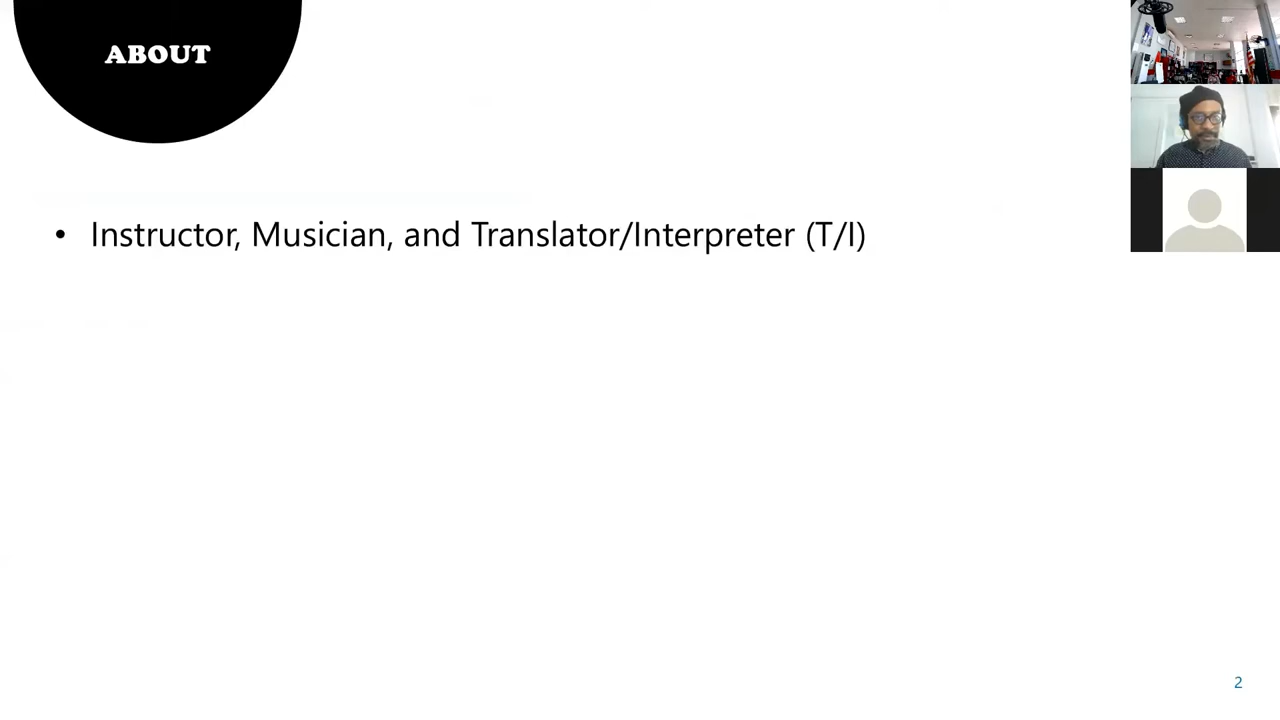 ABOUT
• Instructor, Musician, and Translator/Interpreter (T/I)
2